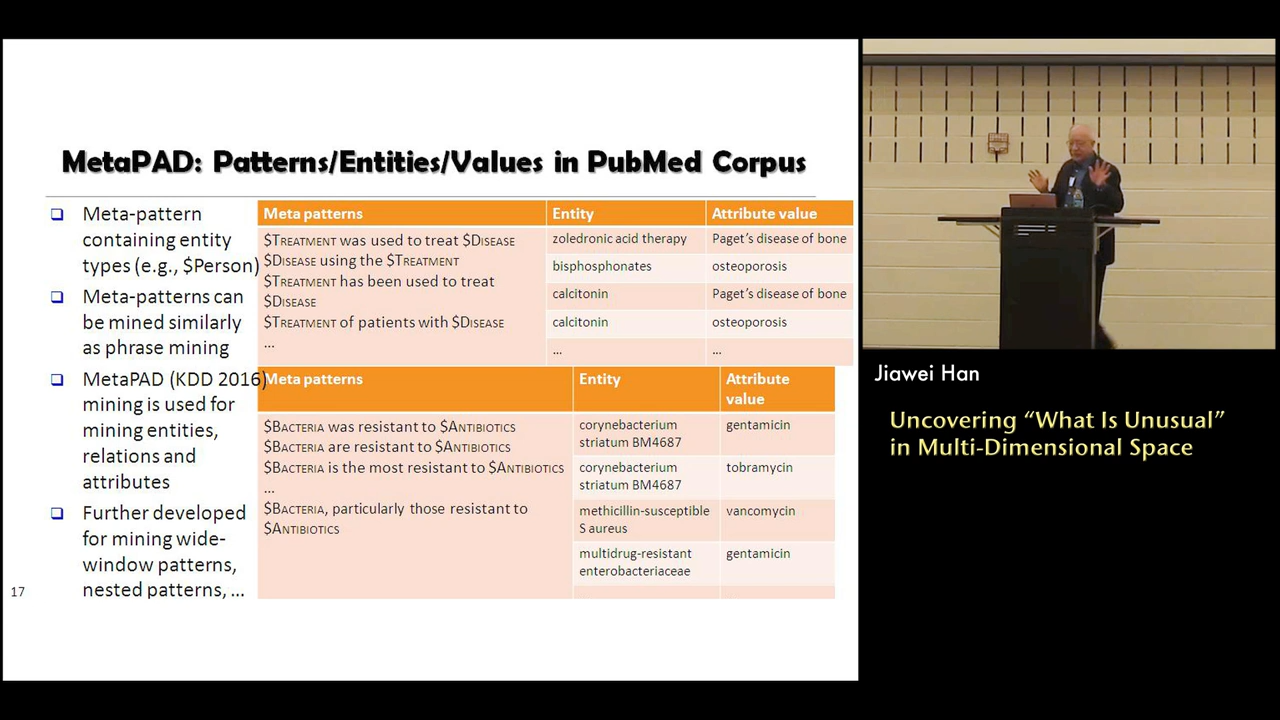 MetaPAD: Patterns/Entities/Values in PubMed Corpus
Meta-pattern
containing entity
types (e.g., $Person)
Meta-patterns can
be mined similarly
as phrase mining
MetaPAD (KDD 2016)
mining is used for
mining entities,
relations and
attributes
Further developed
for mining wide-
window patterns,
nested patterns, ...
17
Meta patterns Entity Attribute value
$TREATMENT was used to treat $DISEASE
$DISEASE using the $TREATMENT
$TREATMENT has been used to treat
$DISEASE
$TREATMENT of patients with $DISEASE
...
zoledronic acid therapy Paget's disease of bone
bisphosphonates osteoporosis
calcitonin Paget's disease of bone
calcitonin osteoporosis
... ...
Meta patterns Entity Attribute
value
$BACTERIA was resistant to $ANTIBIOTICS
$BACTERIA are resistant to $ANTIBIOTICS
$BACTERIA is the most resistant to $ANTIBIOTICS
...
$BACTERIA, particularly those resistant to
$ANTIBIOTICS
corynebacterium gentamicin
striatum BM4687
corynebacterium tobramycin
striatum BM4687
methicillin-susceptible vancomycin
S aureus
multidrug-resistant gentamicin
enterobacteriaceae
Jiawei Han
Uncovering “What Is Unusual”
in Multi-Dimensional Space